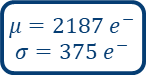 μ = 2187 e⁻
σ = 375 e⁻